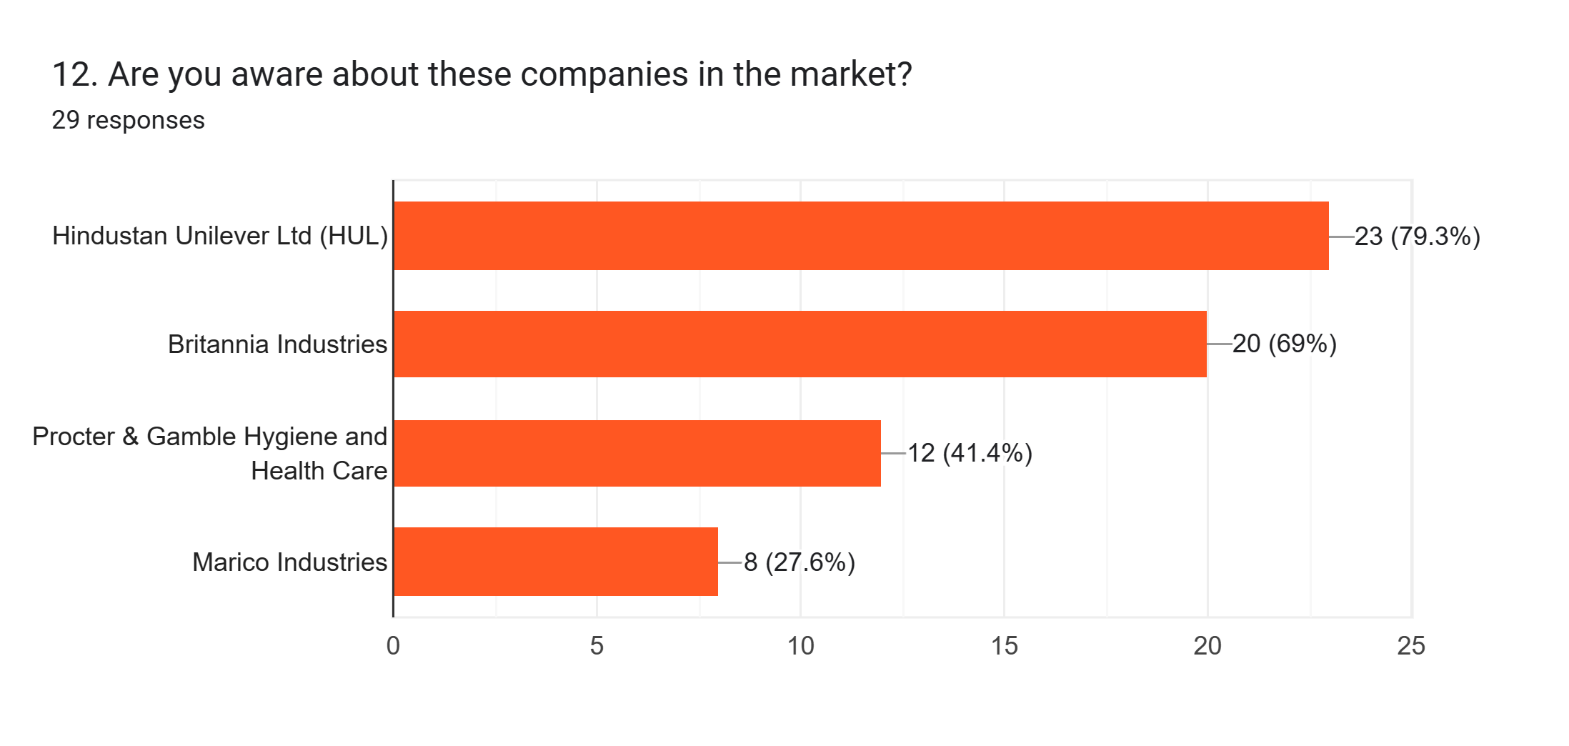 12. Are you aware about these companies in the market?
29 responses
Hindustan Unilever Ltd (HUL)
23 (79.3%)
Britannia Industries
20 (69%)
Procter & Gamble Hygiene and
Health Care
12 (41.4%)
Marico Industries
8 (27.6%)
0 5 10 15 20 25